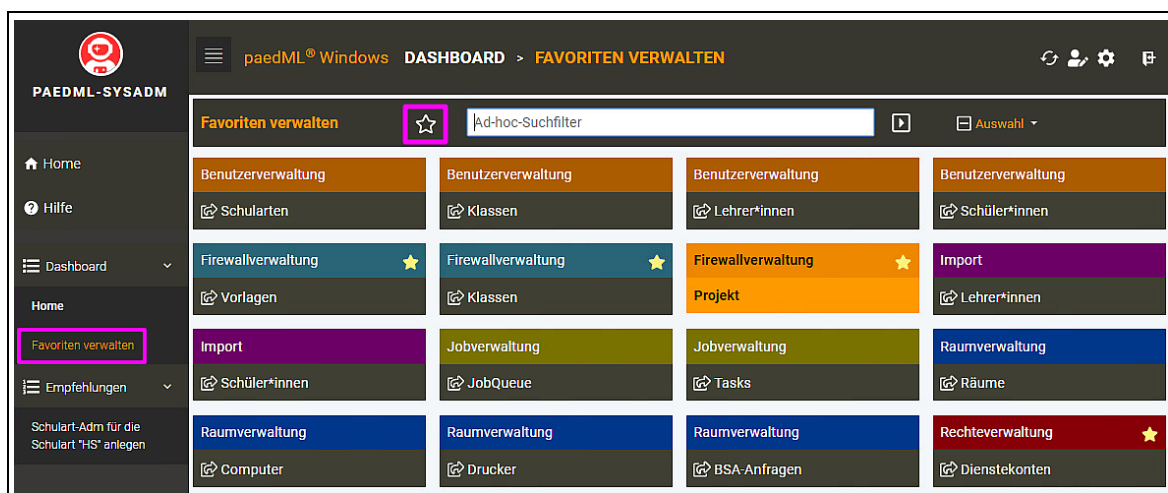 paedML® Windows DASHBOARD > FAVORITEN VERWALTEN
PAEDML-SYSADM
Favoriten verwalten
Ad-hoc-Suchfilter
Auswahl
Home
Hilfe
Dashboard
Home
Favoriten verwalten
Empfehlungen
Schulart-Adm für die
Schulart "HS" anlegen
Benutzerverwaltung
Schularten
Benutzerverwaltung
Klassen
Benutzerverwaltung
Lehrer*innen
Benutzerverwaltung
Schüler*innen
Firewallverwaltung
Vorlagen
Firewallverwaltung
Klassen
Firewallverwaltung
Projekt
Import
Lehrer*innen
Import
Schüler*innen
Jobverwaltung
JobQueue
Jobverwaltung
Tasks
Raumverwaltung
Räume
Raumverwaltung
Computer
Raumverwaltung
Drucker
Raumverwaltung
BSA-Anfragen
Rechteverwaltung
Dienstekonten